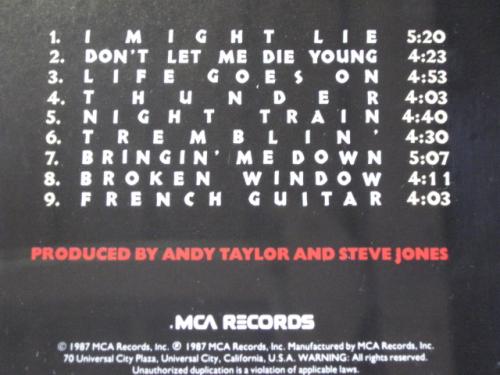 1. I MIGHT LIE 5:20
2. DON'T LET ME DIE YOUNG 4:23
3. LIFE GOES ON 4:53
4. THUNDER 4:03
5. NIGHT TRAIN 4:40
6. TREMBLIN' 4:30
7. BRINGIN' ME DOWN 5:07
8. BROKEN WINDOW 4:11
9. FRENCH GUITAR 4:03
PRODUCED BY ANDY TAYLOR AND STEVE JONES
.MCA RECORDS
© 1987 MCA Records, Inc. ℗ 1987 MCA Records, Inc. Manufactured by MCA Records, Inc.
70 Universal City Plaza, Universal City, California, U.S.A. WARNING: All rights reserved.
Unauthorized duplication is a violation of applicable laws.